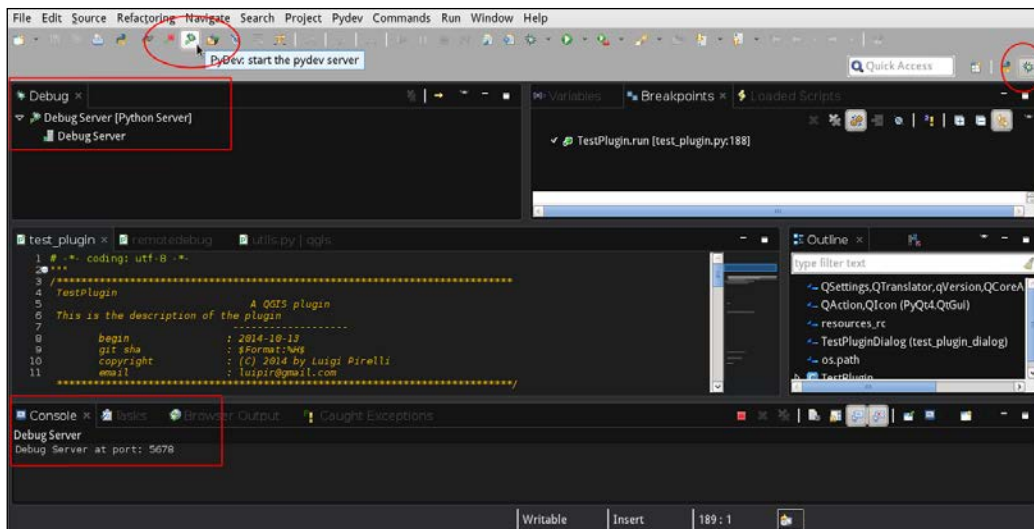 File Edit Source Refactoring Navigate Search Project Pydev Commands Run Window Help
PyDev: start the pydev server
Quick Access
Debug
Variables
Breakpoints
Loaded Scripts
Debug Server [Python Server]
Debug Server
TestPlugin.run [test_plugin.py:188]
test_plugin
remotedebug
utils.py | qgis
Outline
type filter text
1 # -*- coding: utf-8 -*-
2 """
3 /***************************************************************************
4 TestPlugin
5 A QGIS plugin
6 This is the description of the plugin
7 -------------------
8 begin : 2014-10-13
9 git sha : $Format:%H$
10 copyright : (C) 2014 by Luigi Pirelli
11 email : luipir@gmail.com
***************************************************************************/
QSettings,QTranslator,qVersion,QCoreA
QAction,QIcon (PyQt4.QtGui)
resources_rc
TestPluginDialog (test_plugin_dialog)
os.path
TestPlugin
Console
Tasks
Browser Output
Caught Exceptions
Debug Server
Debug Server at port: 5678
Writable
Insert
189 : 1